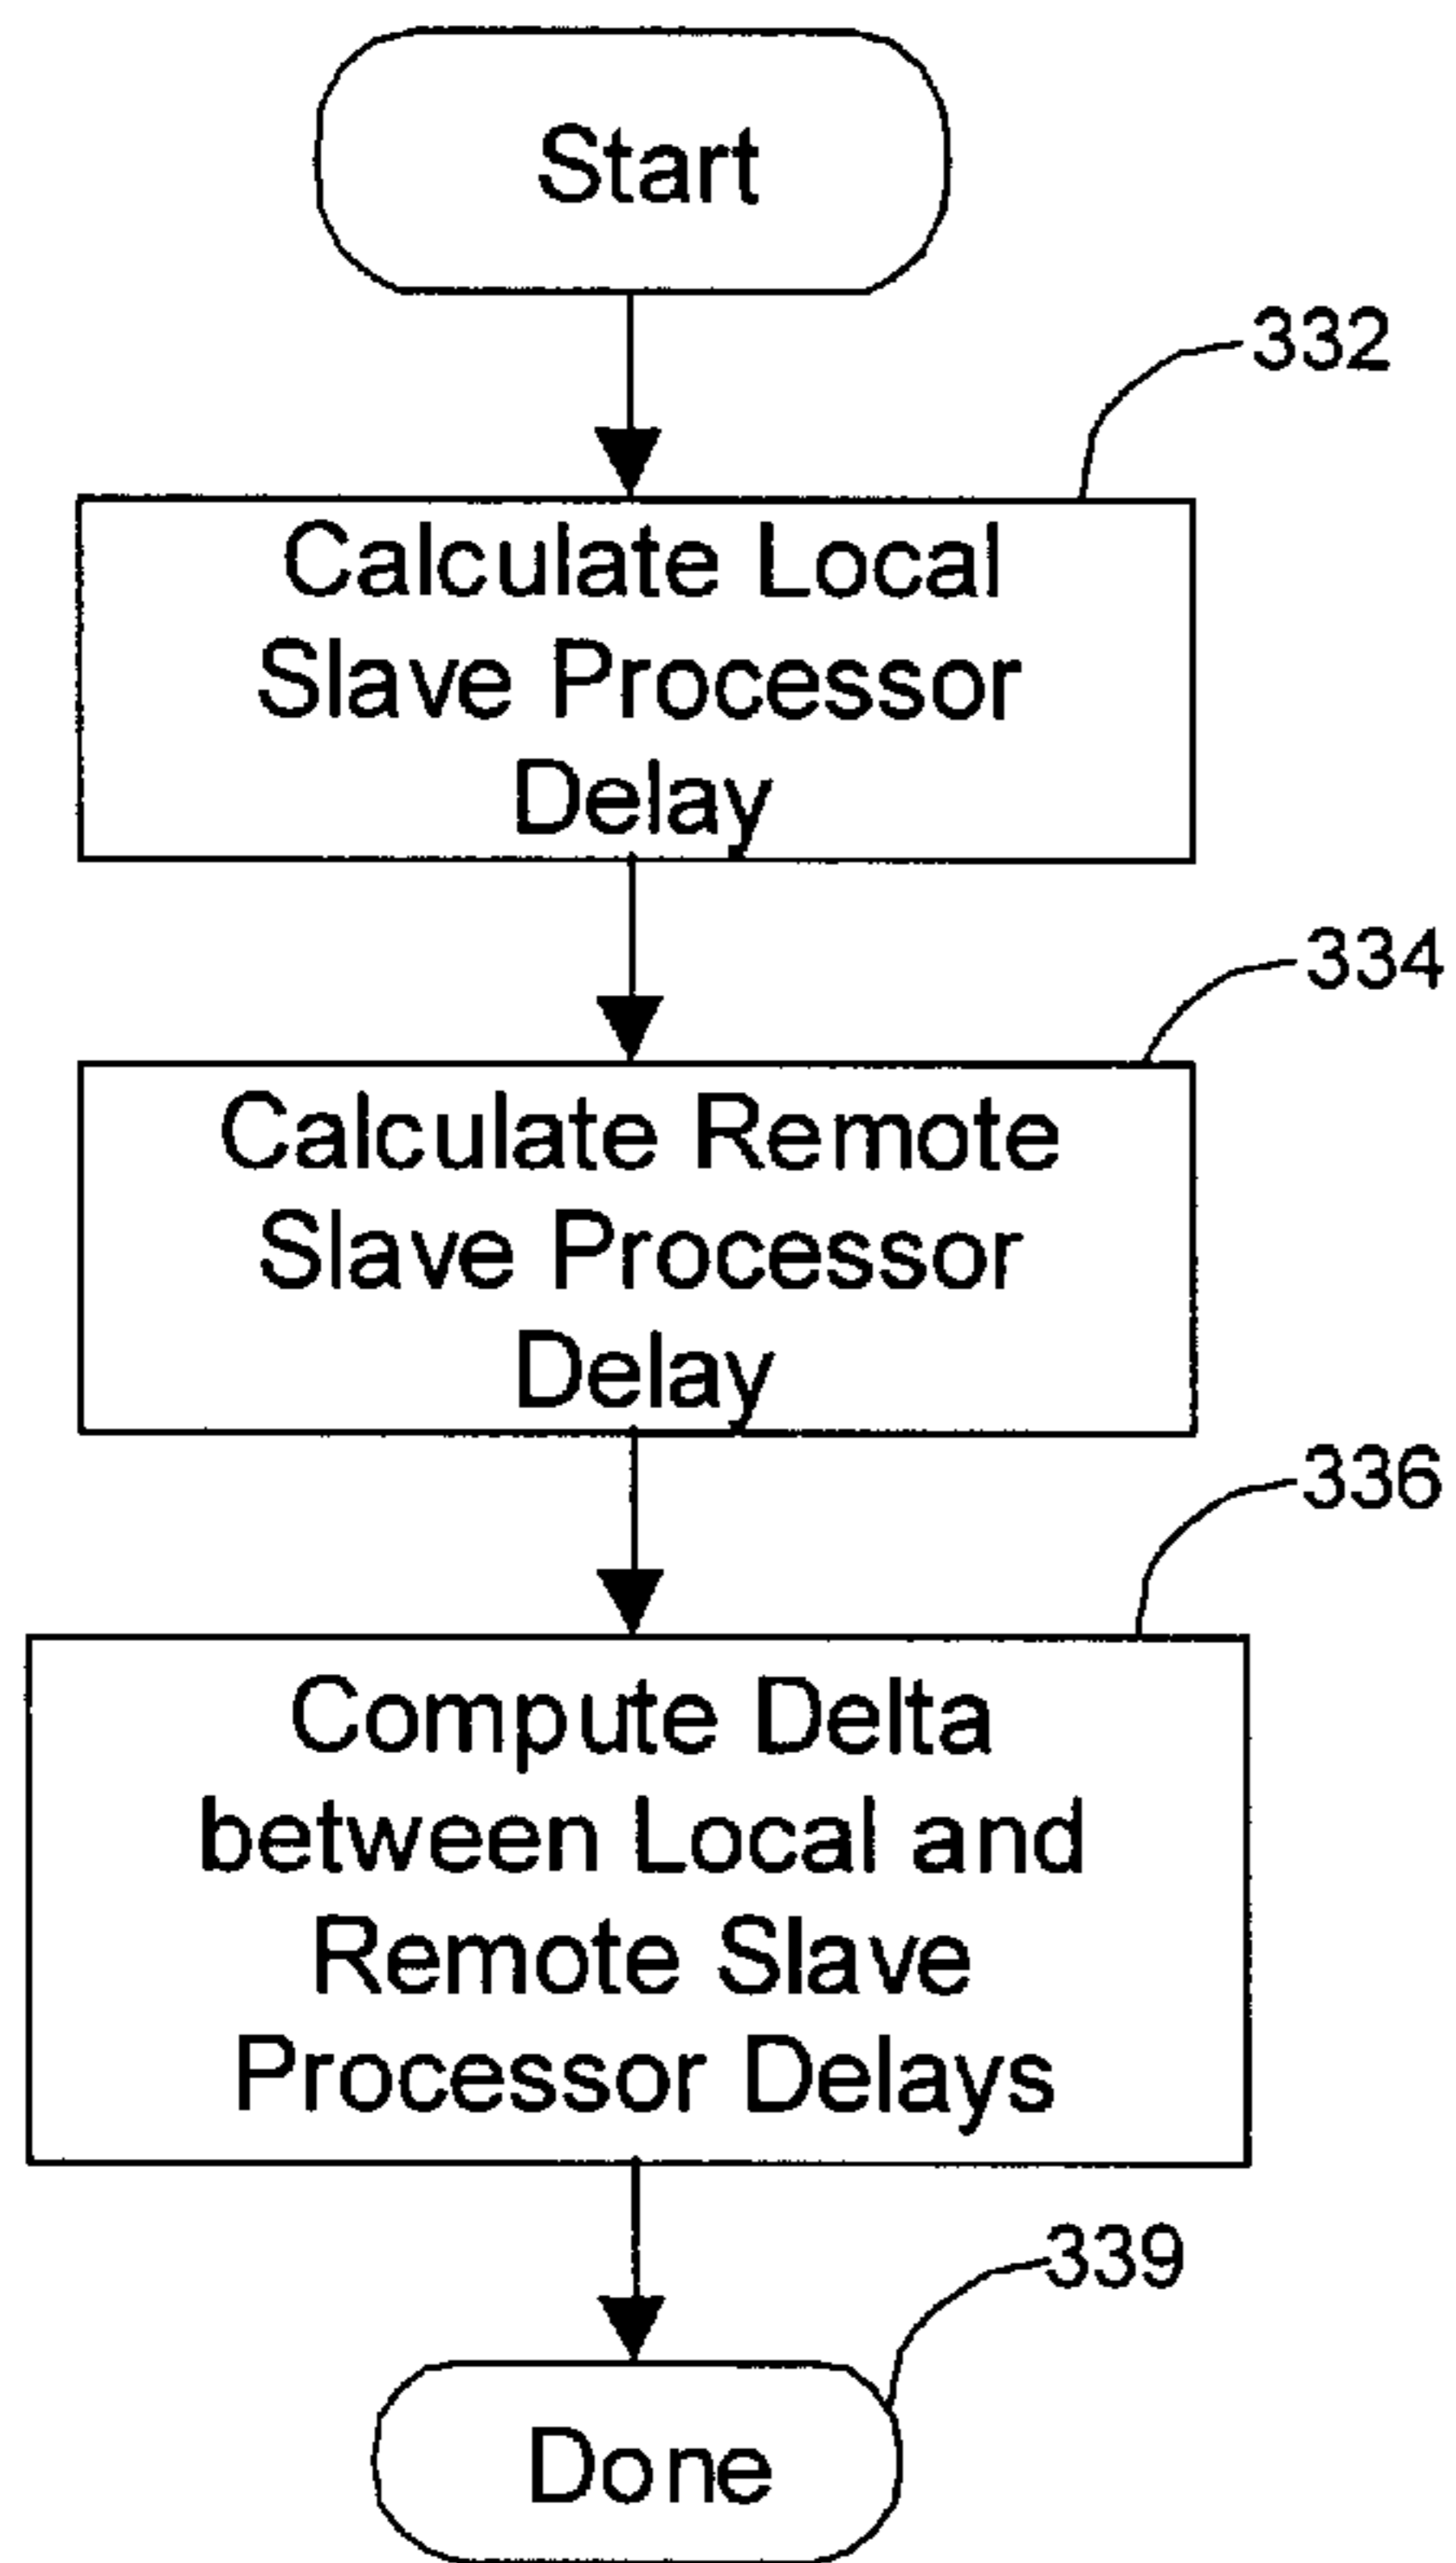 Start
332
Calculate Local
Slave Processor
Delay
334
Calculate Remote
Slave Processor
Delay
336
Compute Delta
between Local and
Remote Slave
Processor Delays
339
Done